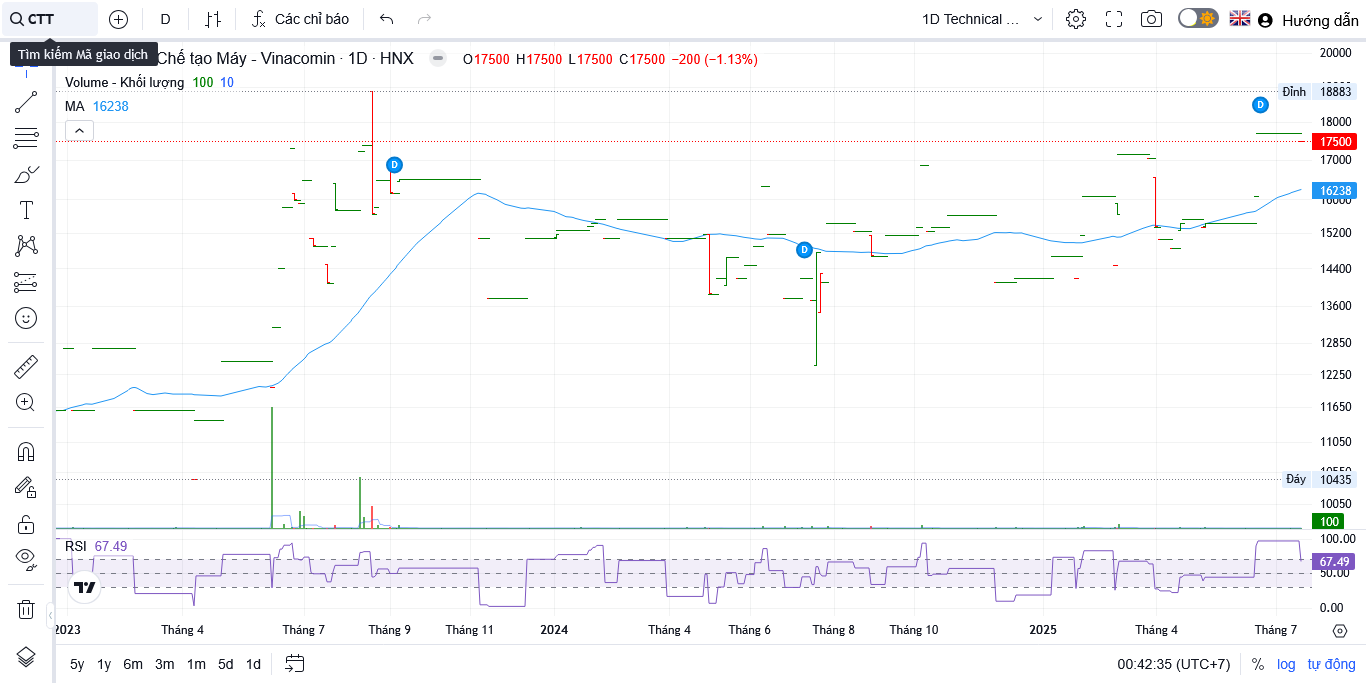 CTT D Các chỉ báo 1D Technical ... Hướng dẫn
Tìm kiếm Mã giao dịch
Chế tạo Máy - Vinacomin · 1D · HNX O17500 H17500 L17500 C17500 −200 (−1.13%)
Volume - Khối lượng 100 10
MA 16238
20000
Đỉnh 18883
18000
17500
17000
16238
16000
15200
14400
13600
12850
12250
11650
11050
Đáy 10435
10050
100
D
D
D
RSI 67.49
100.00
67.49
50.00
0.00
2023 Tháng 4 Tháng 7 Tháng 9 Tháng 11 2024 Tháng 4 Tháng 6 Tháng 8 Tháng 10 2025 Tháng 4 Tháng 7
5y 1y 6m 3m 1m 5d 1d 00:42:35 (UTC+7) % log tự động